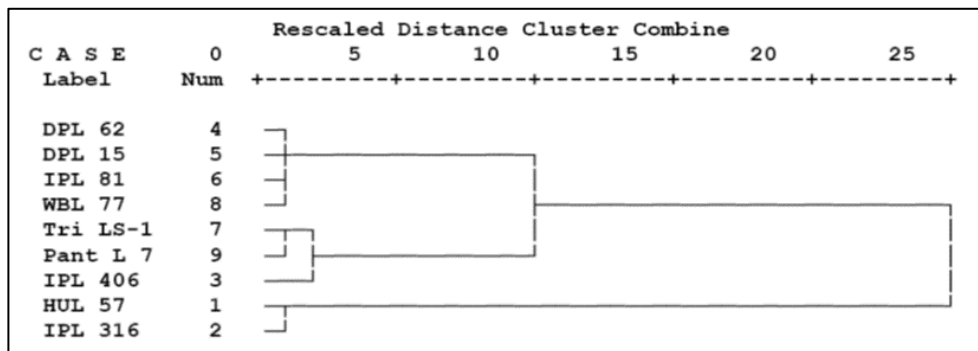 Rescaled Distance Cluster Combine
C A S E 0 5 10 15 20 25
Label Num +---------+---------+---------+---------+---------+
DPL 62 4
DPL 15 5
IPL 81 6
WBL 77 8
Tri LS-1 7
Pant L 7 9
IPL 406 3
HUL 57 1
IPL 316 2